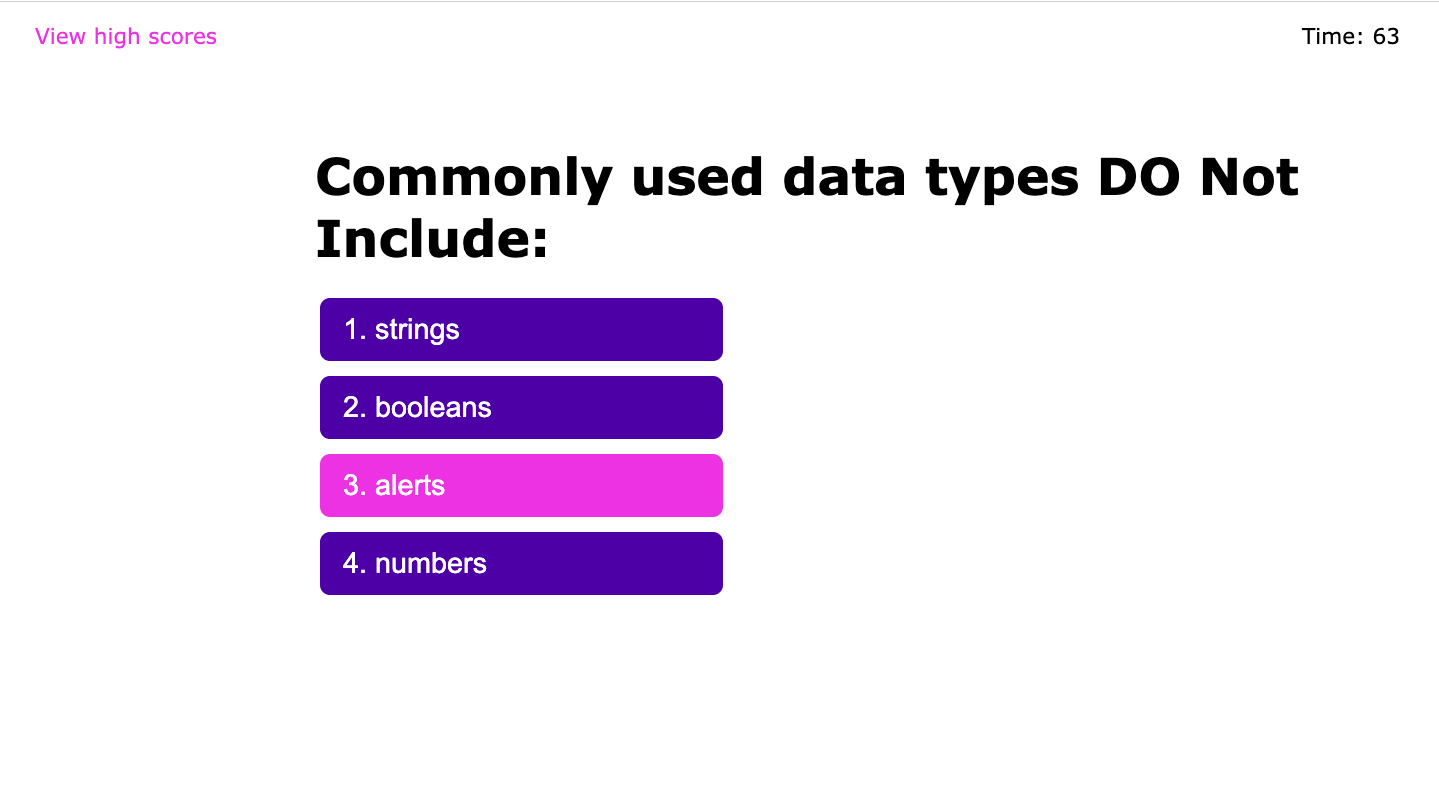 View high scores
Time: 63
Commonly used data types DO Not
Include:
1. strings
2. booleans
3. alerts
4. numbers